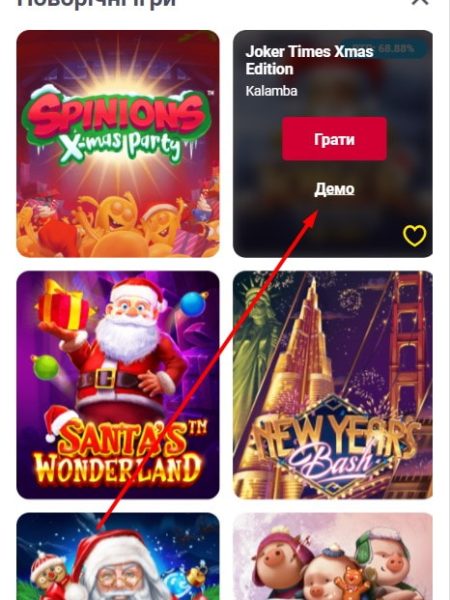 Новорічні ігри
SPINIONS™
X-mas Party
68.88%
Joker Times Xmas
Edition
Kalamba
Грати
Демо
SANTA'S™
WONDERLAND
NEW YEAR'S
Bash